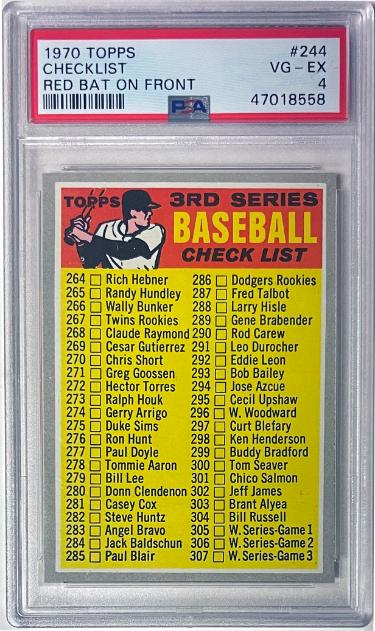 1970 TOPPS #244
CHECKLIST VG-EX
RED BAT ON FRONT 4
PSA 47018558
TOPPS 3RD SERIES
BASEBALL
CHECK LIST
264 Rich Hebner
265 Randy Hundley
266 Wally Bunker
267 Twins Rookies
268 Claude Raymond
269 Cesar Gutierrez
270 Chris Short
271 Greg Goossen
272 Hector Torres
273 Ralph Houk
274 Gerry Arrigo
275 Duke Sims
276 Ron Hunt
277 Paul Doyle
278 Tommie Aaron
279 Bill Lee
280 Donn Clendenon
281 Casey Cox
282 Steve Huntz
283 Angel Bravo
284 Jack Baldschun
285 Paul Blair
286 Dodgers Rookies
287 Fred Talbot
288 Larry Hisle
289 Gene Brabender
290 Rod Carew
291 Leo Durocher
292 Eddie Leon
293 Bob Bailey
294 Jose Azcue
295 Cecil Upshaw
296 W. Woodward
297 Curt Blefary
298 Ken Henderson
299 Buddy Bradford
300 Tom Seaver
301 Chico Salmon
302 Jeff James
303 Brant Alyea
304 Bill Russell
305 W. Series-Game 1
306 W. Series-Game 2
307 W. Series-Game 3